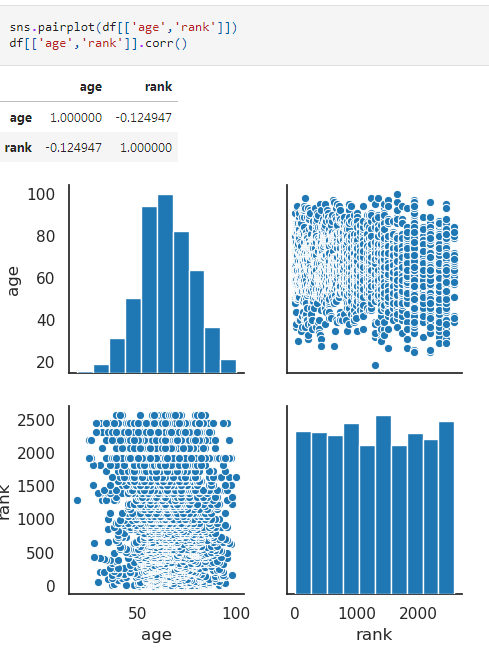 sns.pairplot(df[['age','rank']])
df[['age','rank']].corr()
age rank
age 1.000000 -0.124947
rank -0.124947 1.000000
100
80
60
40
20
age
2500
2000
1500
1000
500
0
rank
50 100
age
0 1000 2000
rank